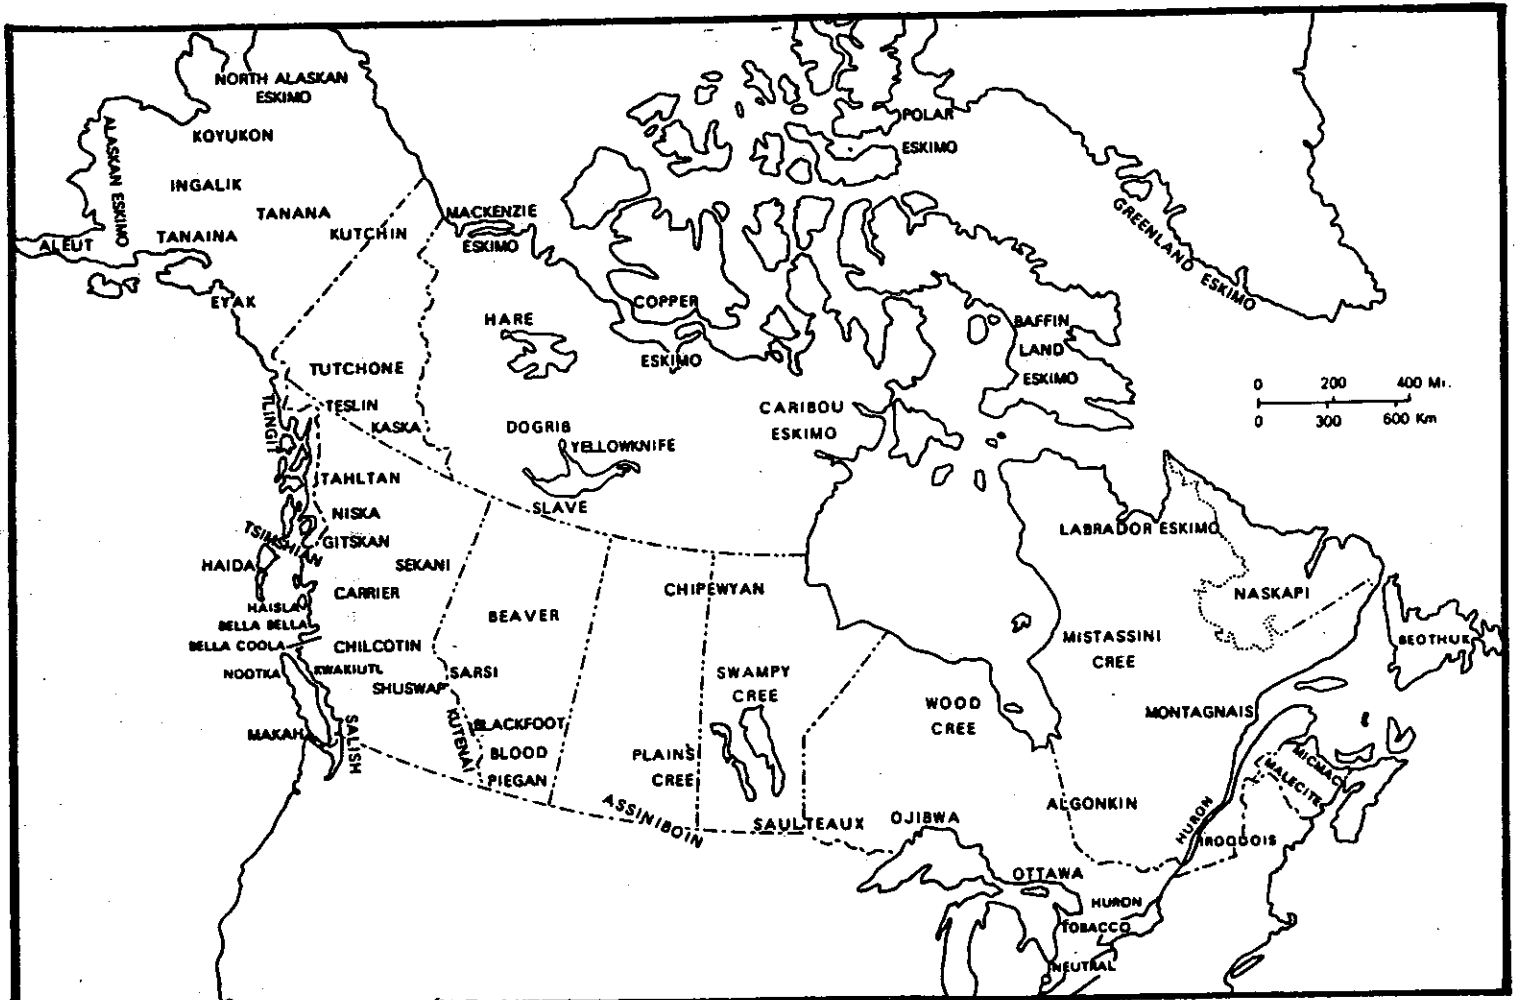 NORTH ALASKAN
ESKIMO
KOYUKON
ALASKAN ESKIMO
INGALIK
TANANA
KUTCHIN
TANAINA
ALEUT
EYAK
MACKENZIE
ESKIMO
POLAR
ESKIMO
GREENLAND ESKIMO
COPPER
ESKIMO
HARE
BAFFIN
LAND
ESKIMO
0 200 400 MI.
0 300 600 Km
TUTCHONE
TESLIN
TLINGIT
KASKA
DOGRIB
YELLOWKNIFE
SLAVE
CARIBOU
ESKIMO
TAHLTAN
NISKA
TSIMSHIAN
GITSKAN
HAIDA
SEKANI
CARRIER
HAISLA
BELLA BELLA
BELLA COOLA
CHILCOTIN
NOOTKA
KWAKIUTL
SHUSWAP
SARSI
BEAVER
CHIPEWYAN
LABRADOR ESKIMO
NASKAPI
BEOTHUK
MISTASSINI
CREE
SWAMPY
CREE
WOOD
CREE
MONTAGNAIS
MAKAH
SALISH
KUTENAI
BLACKFOOT
BLOOD
PIEGAN
PLAINS
CREE
ASSINIBOIN
SAULTEAUX
OJIBWA
ALGONKIN
HURON
MICMAC
MALECITE
IROQOOIS
OTTAWA
HURON
TOBACCO
NEUTRAL